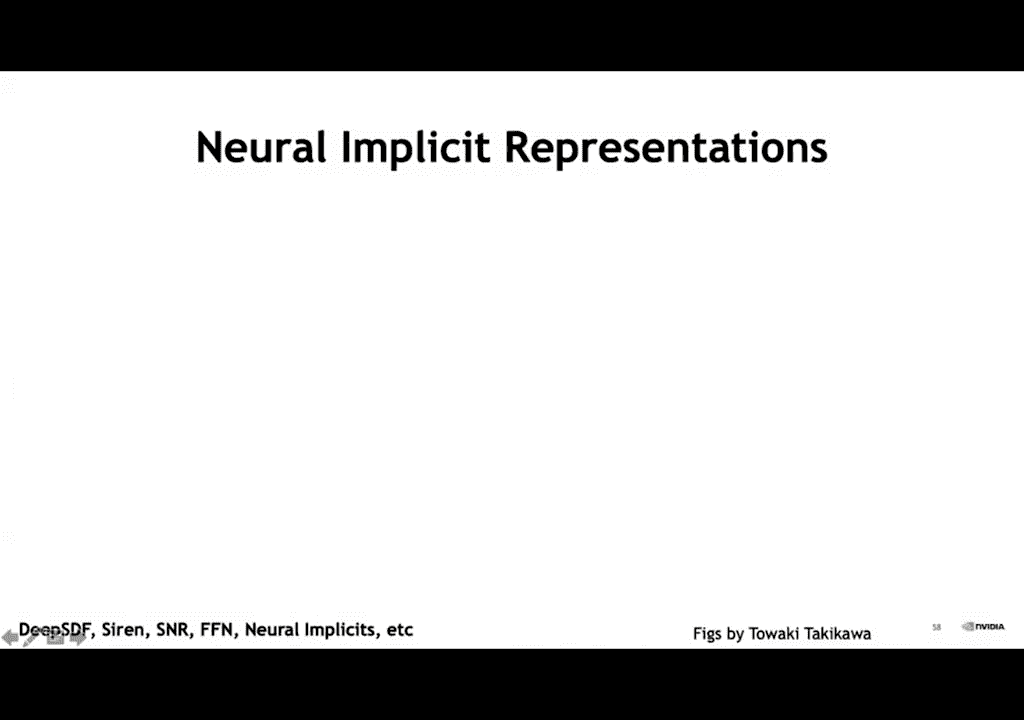 Neural Implicit Representations
DeepSDF, Siren, SNR, FFN, Neural Implicits, etc
Figs by Towaki Takikawa
58
NVIDIA